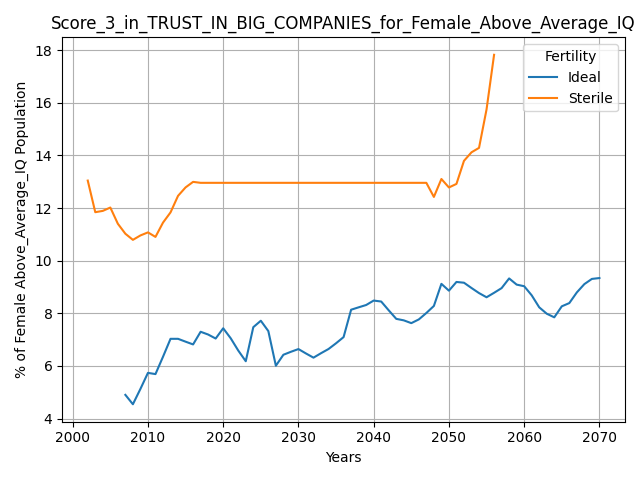 Score_3_in_TRUST_IN_BIG_COMPANIES_for_Female_Above_Average_IQ
% of Female Above_Average_IQ Population
18
16
14
12
10
8
6
4
Fertility
Ideal
Sterile
2000 2010 2020 2030 2040 2050 2060 2070
Years